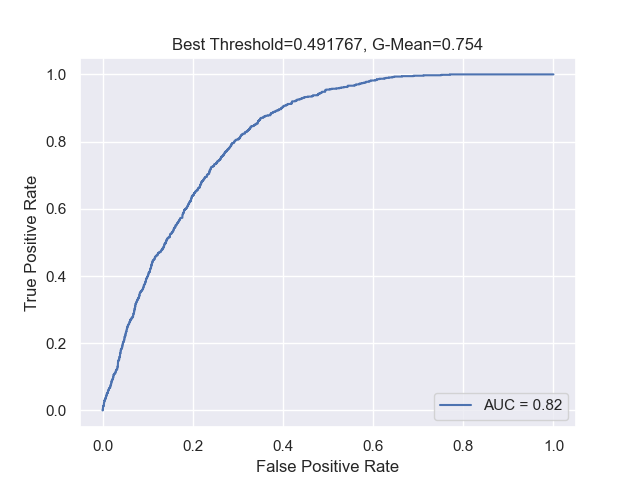 Best Threshold=0.491767, G-Mean=0.754
1.0
0.8
0.6
0.4
0.2
0.0
True Positive Rate
AUC = 0.82
0.0 0.2 0.4 0.6 0.8 1.0
False Positive Rate